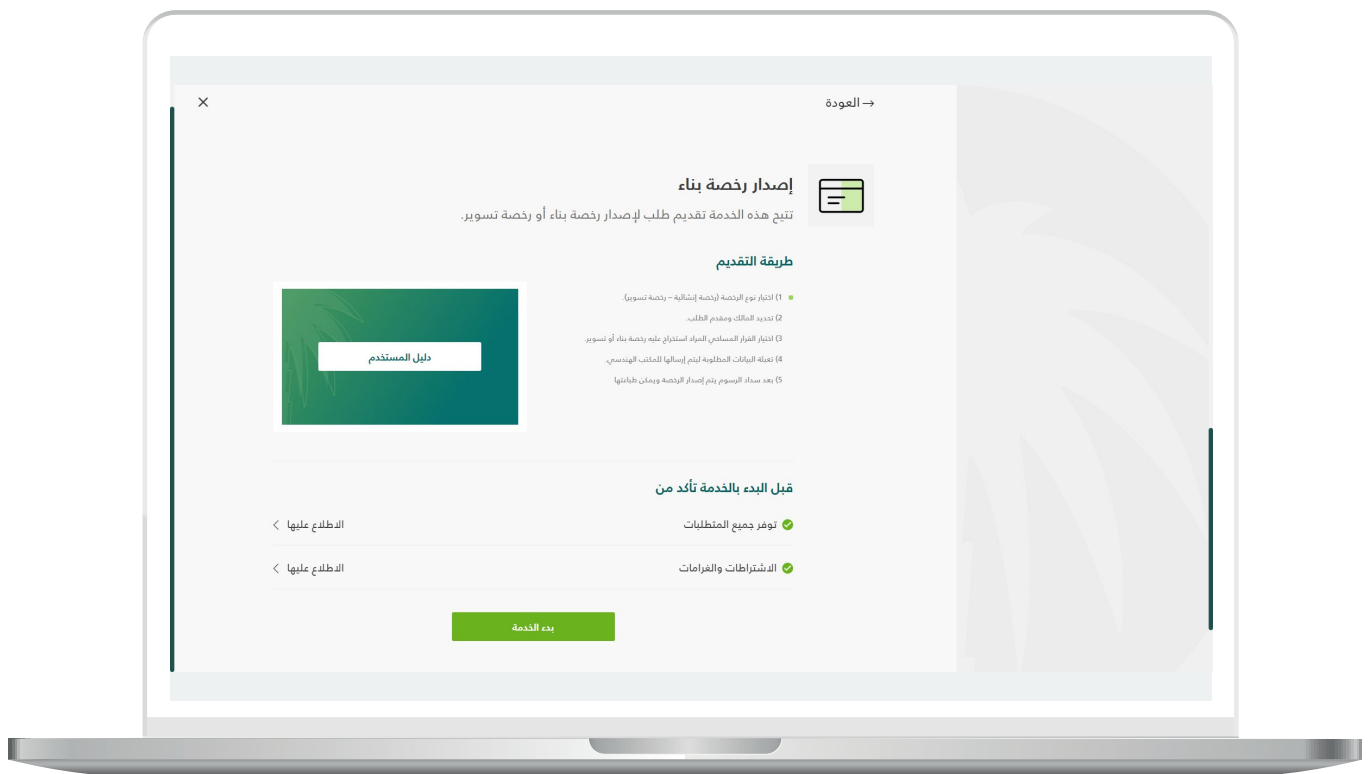 → العودة
إصدار رخصة بناء
تتيح هذه الخدمة تقديم طلب لإصدار رخصة بناء أو رخصة تسوير.
طريقة التقديم
1) اختيار نوع الرخصة (رخصة إنشائية – رخصة تسوير).
2) تحديد المالك ومقدم الطلب.
3) اختيار القرار المساحي المراد استخراج عليه رخصة بناء أو تسوير.
4) تعبئة البيانات المطلوبة ليتم إرسالها للمكتب الهندسي.
5) بعد سداد الرسوم يتم إصدار الرخصة ويمكن طباعتها
دليل المستخدم
قبل البدء بالخدمة تأكد من
توفر جميع المتطلبات
الاطلاع عليها
الاشتراطات والغرامات
الاطلاع عليها
بدء الخدمة